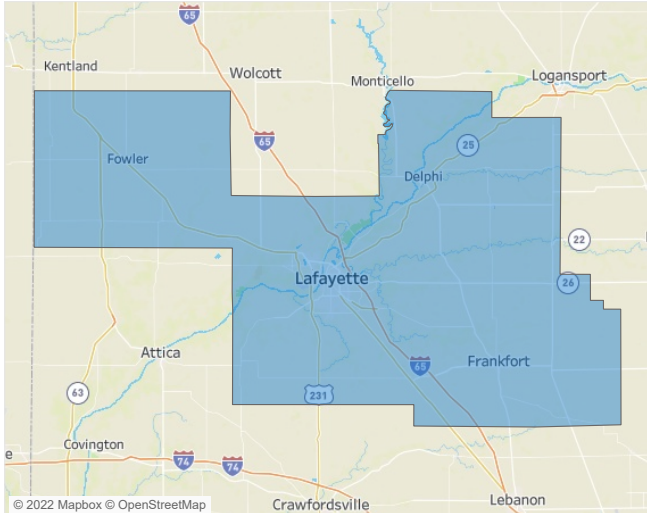 65
Kentland
Wolcott
Monticello
Logansport
65
25
Fowler
Delphi
22
Lafayette
26
Attica
Frankfort
65
63
231
Covington
e
74
74
Lebanon
Crawfordsville
© 2022 Mapbox © OpenStreetMap